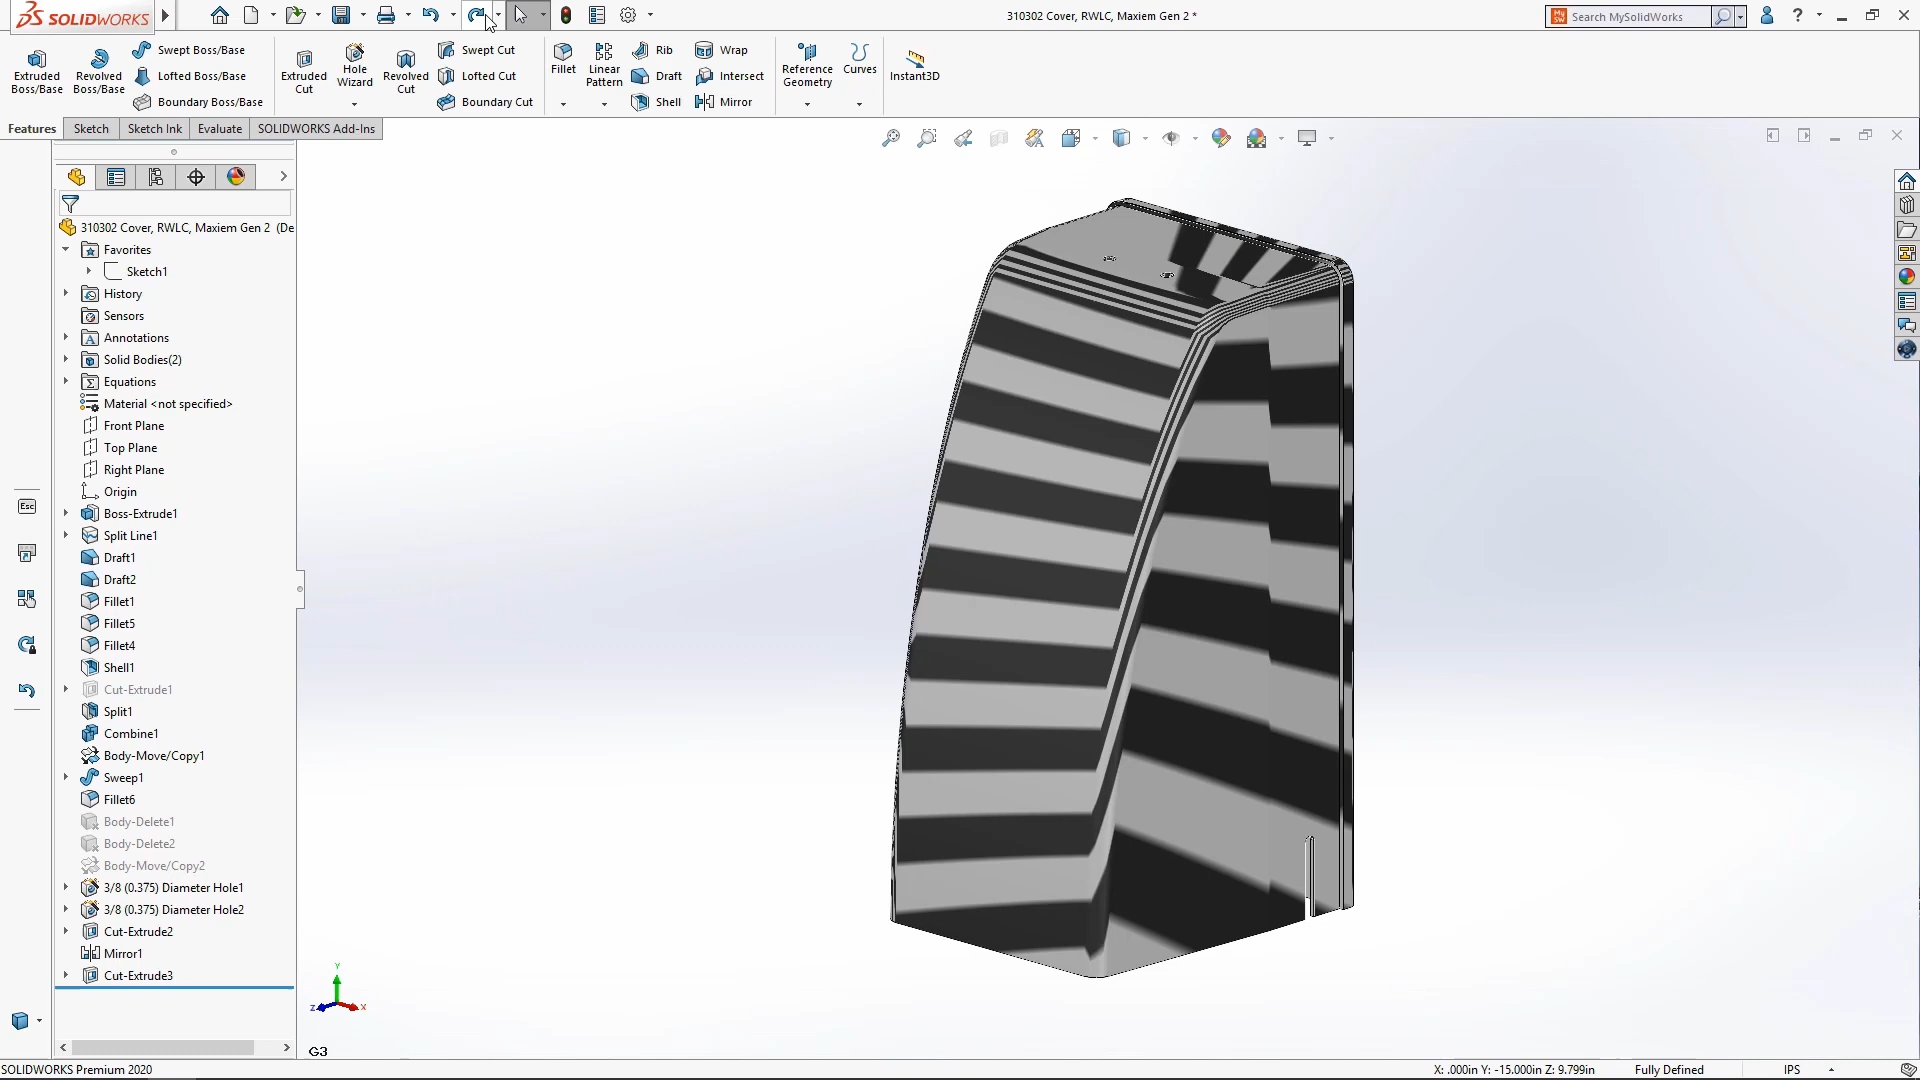 SOLIDWORKS
310302 Cover, RWLC, Maxiem Gen 2 *
My SW
Search MySolidWorks
?
Extruded Boss/Base
Revolved Boss/Base
Swept Boss/Base
Lofted Boss/Base
Boundary Boss/Base
Extruded Cut
Hole Wizard
Revolved Cut
Swept Cut
Lofted Cut
Boundary Cut
Fillet
Linear Pattern
Rib
Draft
Shell
Wrap
Intersect
Mirror
Reference Geometry
Curves
Instant3D
Features
Sketch
Sketch Ink
Evaluate
SOLIDWORKS Add-Ins
310302 Cover, RWLC, Maxiem Gen 2 (De
Favorites
Sketch1
History
Sensors
Annotations
Solid Bodies(2)
Equations
Material <not specified>
Front Plane
Top Plane
Right Plane
Origin
Boss-Extrude1
Split Line1
Draft1
Draft2
Fillet1
Fillet5
Fillet4
Shell1
Cut-Extrude1
Split1
Combine1
Body-Move/Copy1
Sweep1
Fillet6
Body-Delete1
Body-Delete2
Body-Move/Copy2
3/8 (0.375) Diameter Hole1
3/8 (0.375) Diameter Hole2
Cut-Extrude2
Mirror1
Cut-Extrude3
Esc
Y
Z
X
G3
SOLIDWORKS Premium 2020
X: .000in Y: -15.000in Z: 9.799in
Fully Defined
IPS